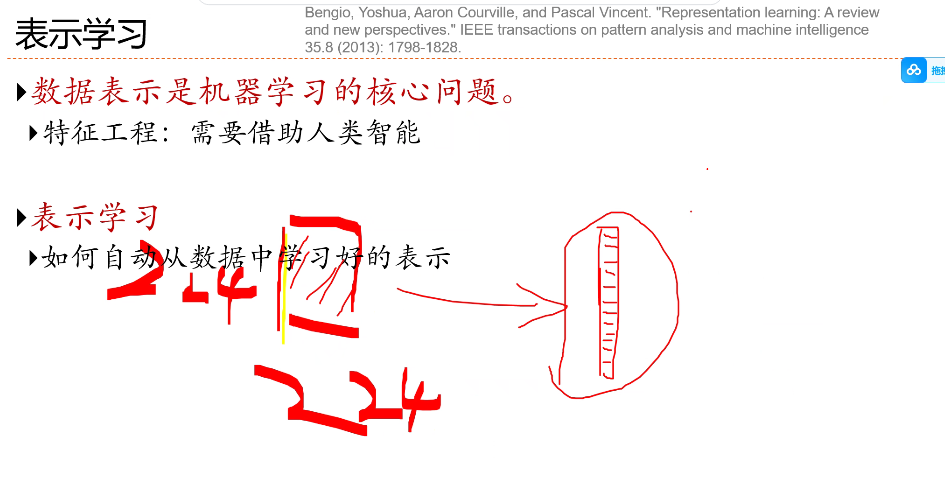 表示学习
Bengio, Yoshua, Aaron Courville, and Pascal Vincent. "Representation learning: A review
and new perspectives." IEEE transactions on pattern analysis and machine intelligence
35.8 (2013): 1798-1828.
数据表示是机器学习的核心问题。
特征工程：需要借助人类智能
表示学习
如何自动从数据中学习好的表示
224
224